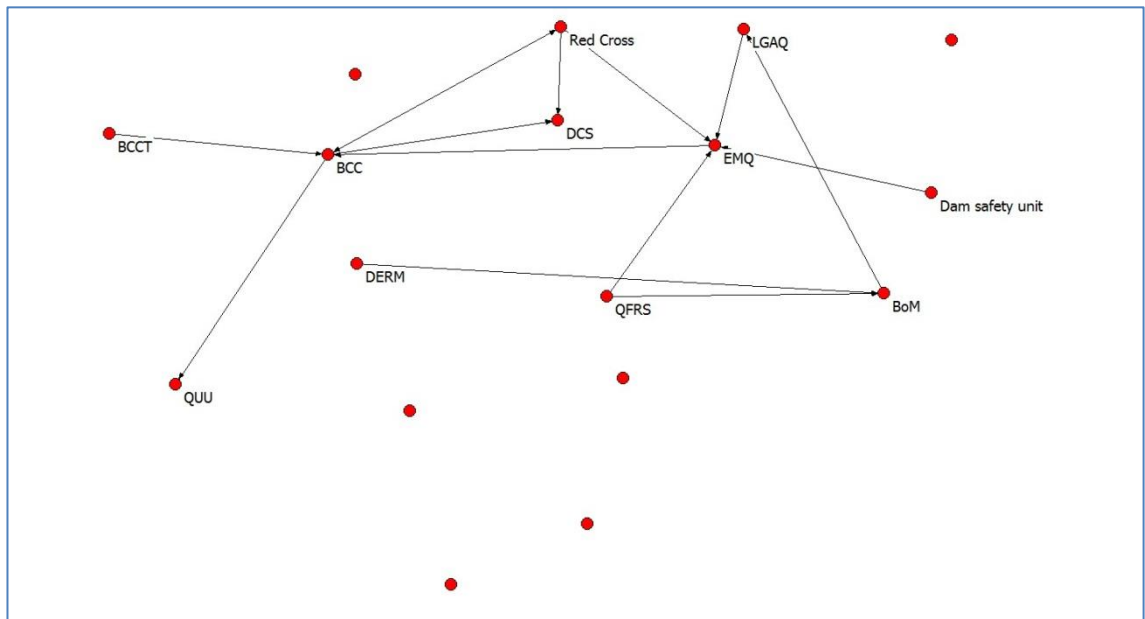 Red Cross
LGAQ
DCS
BCCT
EMQ
BCC
Dam safety unit
DERM
QFRS
BoM
QUU